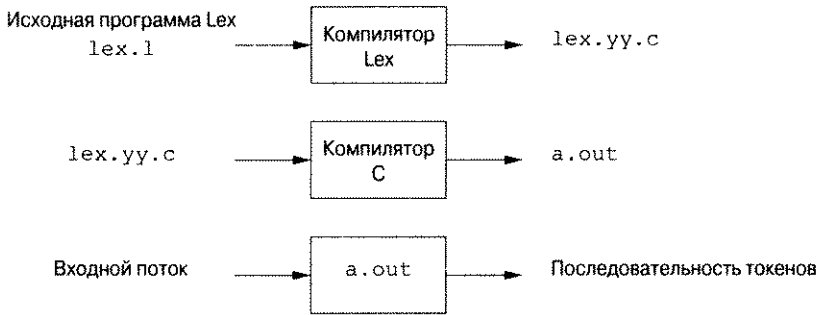 Исходная программа Lex
lex.l
Компилятор
Lex
lex.yy.c
lex.yy.c
Компилятор
C
a.out
Входной поток
a.out
Последовательность токенов